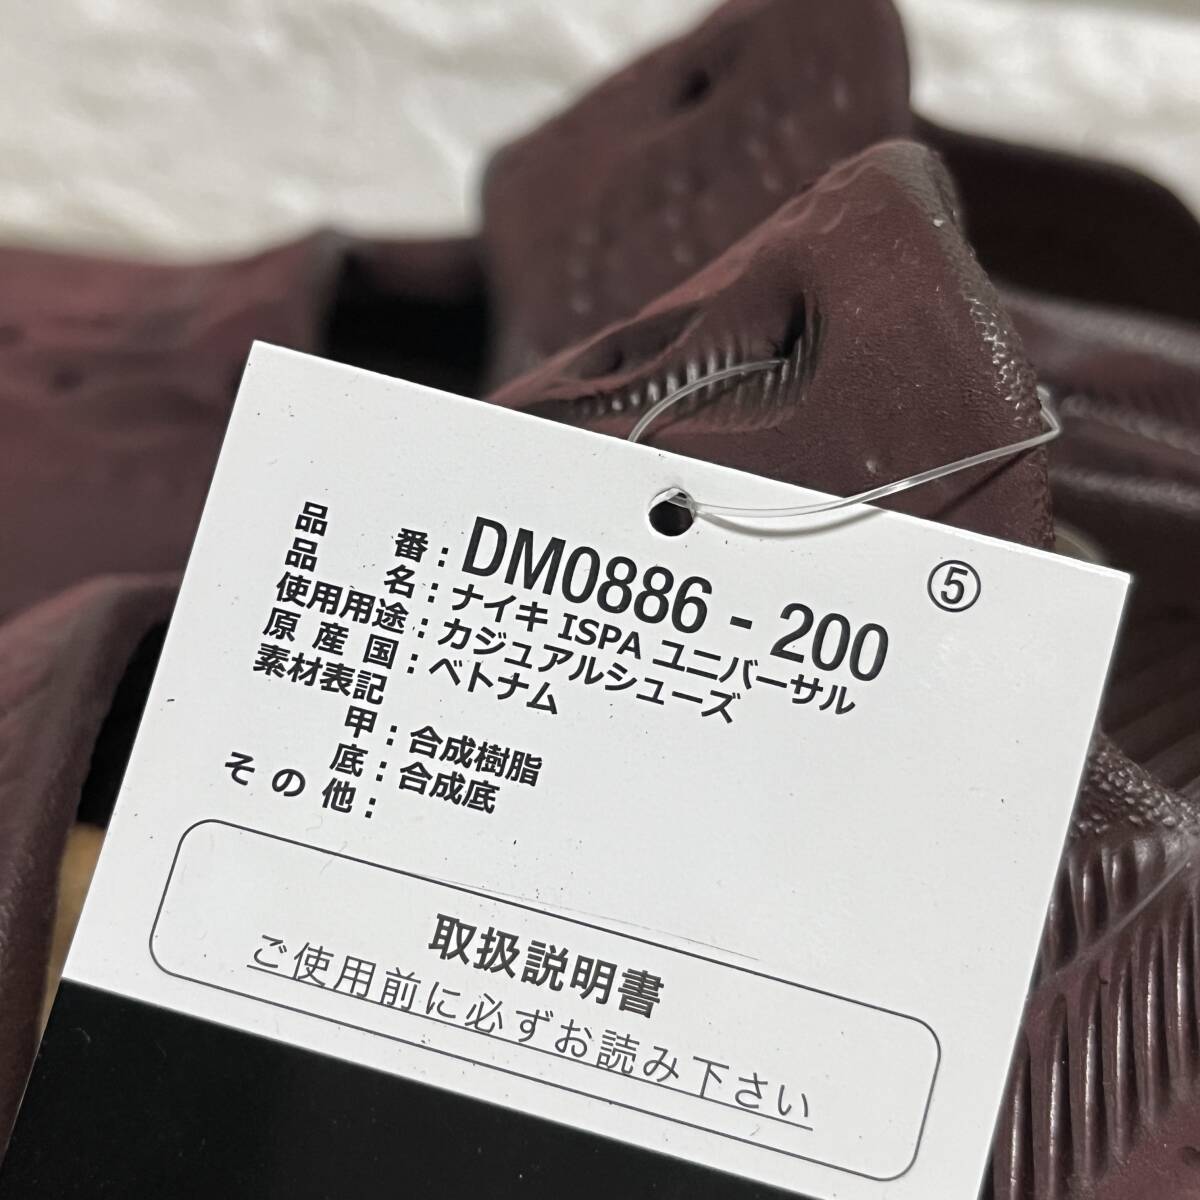 ⑤
品番：DM0886 - 200
品名：ナイキ ISPA ユニバーサル
使用用途：カジュアルシューズ
原産国：ベトナム
素材表記
甲：合成樹脂
底：合成底
その他：
取扱説明書
ご使用前に必ずお読み下さい